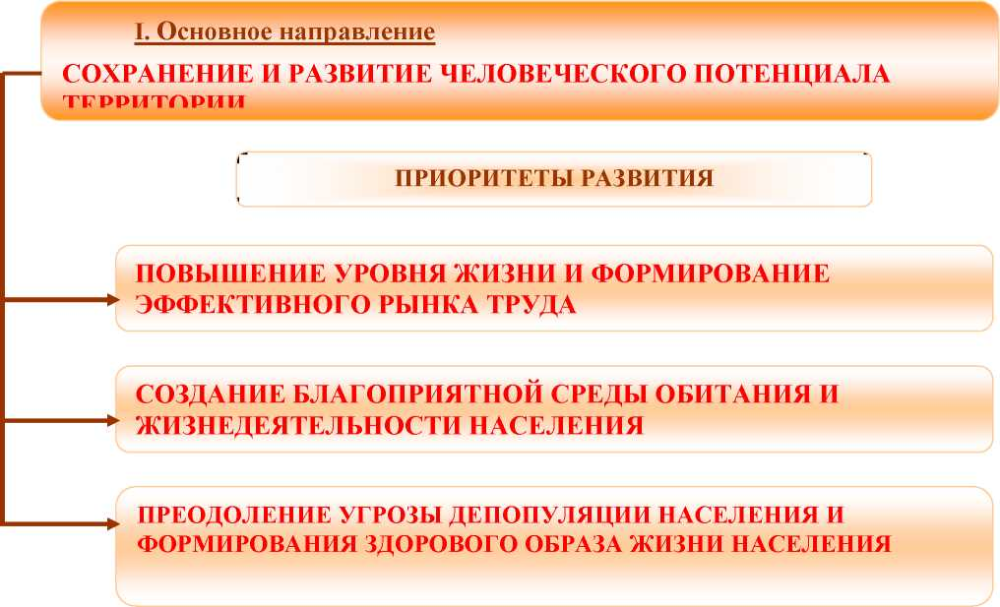 I. Основное направление
СОХРАНЕНИЕ И РАЗВИТИЕ ЧЕЛОВЕЧЕСКОГО ПОТЕНЦИАЛА
ТЕРРИТОРИИ
ПРИОРИТЕТЫ РАЗВИТИЯ
ПОВЫШЕНИЕ УРОВНЯ ЖИЗНИ И ФОРМИРОВАНИЕ
ЭФФЕКТИВНОГО РЫНКА ТРУДА
СОЗДАНИЕ БЛАГОПРИЯТНОЙ СРЕДЫ ОБИТАНИЯ И
ЖИЗНЕДЕЯТЕЛЬНОСТИ НАСЕЛЕНИЯ
ПРЕОДОЛЕНИЕ УГРОЗЫ ДЕПОПУЛЯЦИИ НАСЕЛЕНИЯ И
ФОРМИРОВАНИЯ ЗДОРОВОГО ОБРАЗА ЖИЗНИ НАСЕЛЕНИЯ